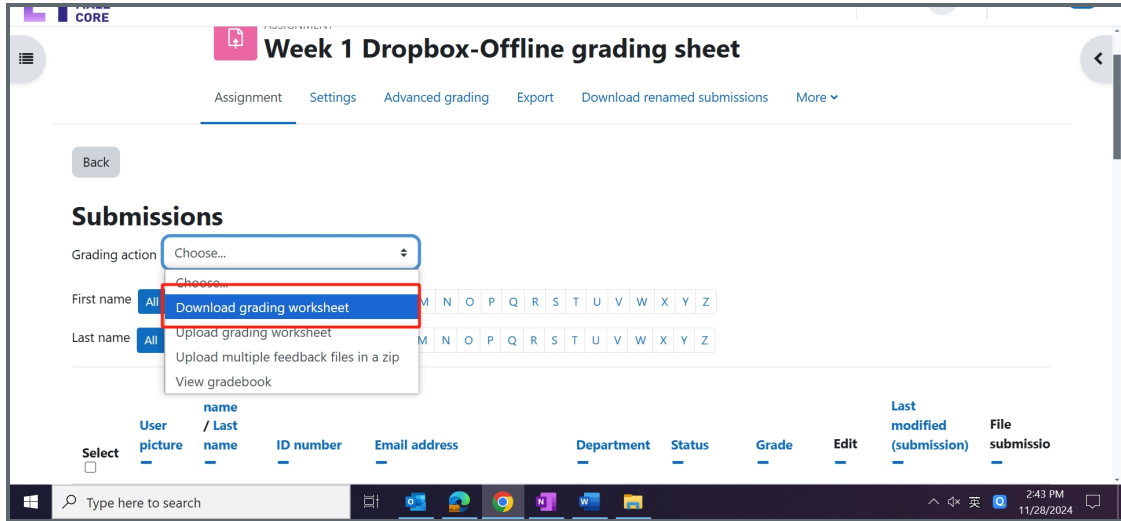 CORE
Week 1 Dropbox-Offline grading sheet
Assignment Settings Advanced grading Export Download renamed submissions More
Back
Submissions
Grading action Choose...
Choose...
First name All M N O P Q R S T U V W X Y Z
Download grading worksheet
Last name All M N O P Q R S T U V W X Y Z
Upload grading worksheet
Upload multiple feedback files in a zip
View gradebook
Select
User picture
name / Last name
ID number
Email address
Department
Status
Grade
Edit
Last modified (submission)
File submissio
Type here to search
英
2:43 PM
11/28/2024